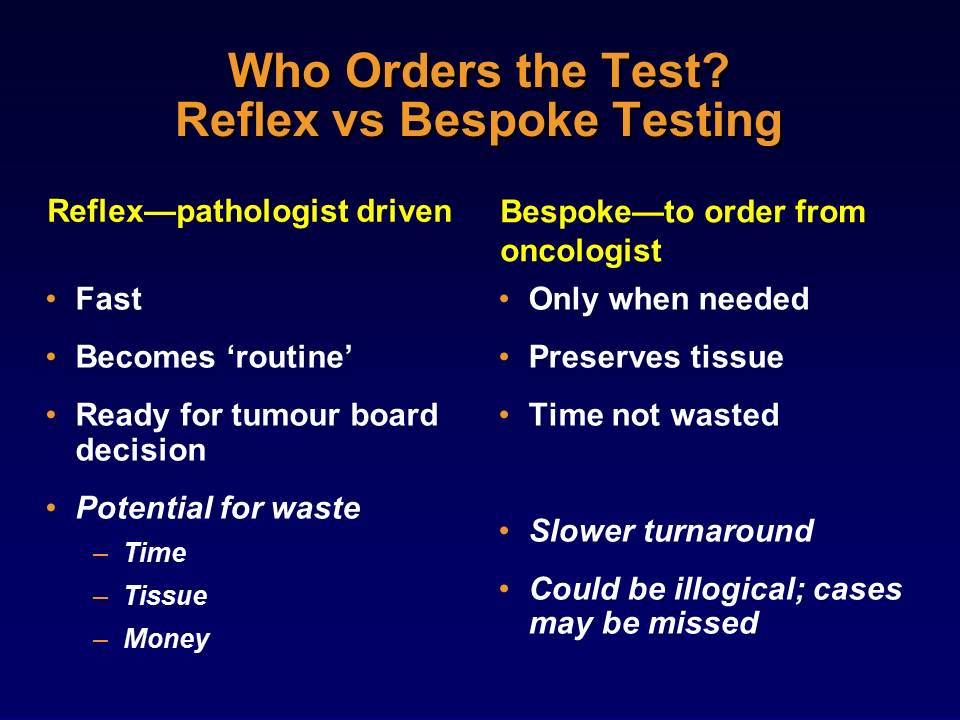 Who Orders the Test?
Reflex vs Bespoke Testing
Reflex—pathologist driven
• Fast
• Becomes ‘routine’
• Ready for tumour board
decision
• Potential for waste
– Time
– Tissue
– Money
Bespoke—to order from
oncologist
• Only when needed
• Preserves tissue
• Time not wasted
• Slower turnaround
• Could be illogical; cases
may be missed